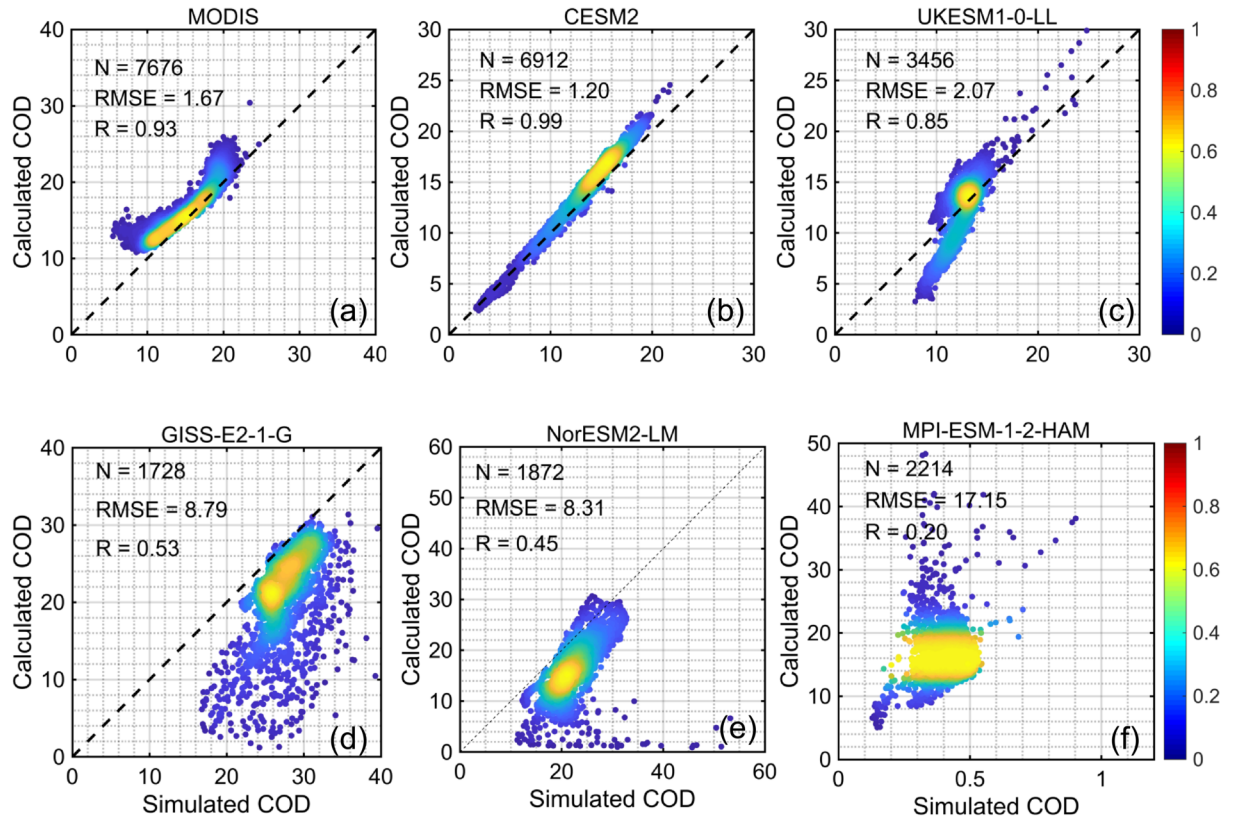 MODIS
40
30
20
10
0
Calculated COD
N = 7676
RMSE = 1.67
R = 0.93
(a)
0 10 20 30 40
CESM2
30
25
20
15
10
5
0
Calculated COD
N = 6912
RMSE = 1.20
R = 0.99
(b)
0 10 20 30
UKESM1-0-LL
30
25
20
15
10
5
0
Calculated COD
N = 3456
RMSE = 2.07
R = 0.85
(c)
0 10 20 30
1
0.8
0.6
0.4
0.2
0
GISS-E2-1-G
40
30
20
10
0
Calculated COD
N = 1728
RMSE = 8.79
R = 0.53
(d)
0 10 20 30 40
Simulated COD
NorESM2-LM
60
50
40
30
20
10
0
Calculated COD
N = 1872
RMSE = 8.31
R = 0.45
(e)
0 20 40 60
Simulated COD
MPI-ESM-1-2-HAM
50
40
30
20
10
0
Calculated COD
N = 2214
RMSE = 17.15
R = 0.20
(f)
0 0.5 1
Simulated COD
1
0.8
0.6
0.4
0.2
0